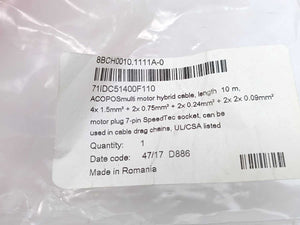 8BCH0010.1111A-0
71IDC51400F110
ACOPOSmulti motor hybrid cable, length 10 m,
4x 1.5mm² + 2x 0.75mm² + 2x 0.24mm² + 2x 2x 0.09mm²
motor plug 7-pin SpeedTec socket, can be
used in cable drag chains, UL/CSA listed
Quantity: 1,
Date code: 47/17 D886
Made in Romania